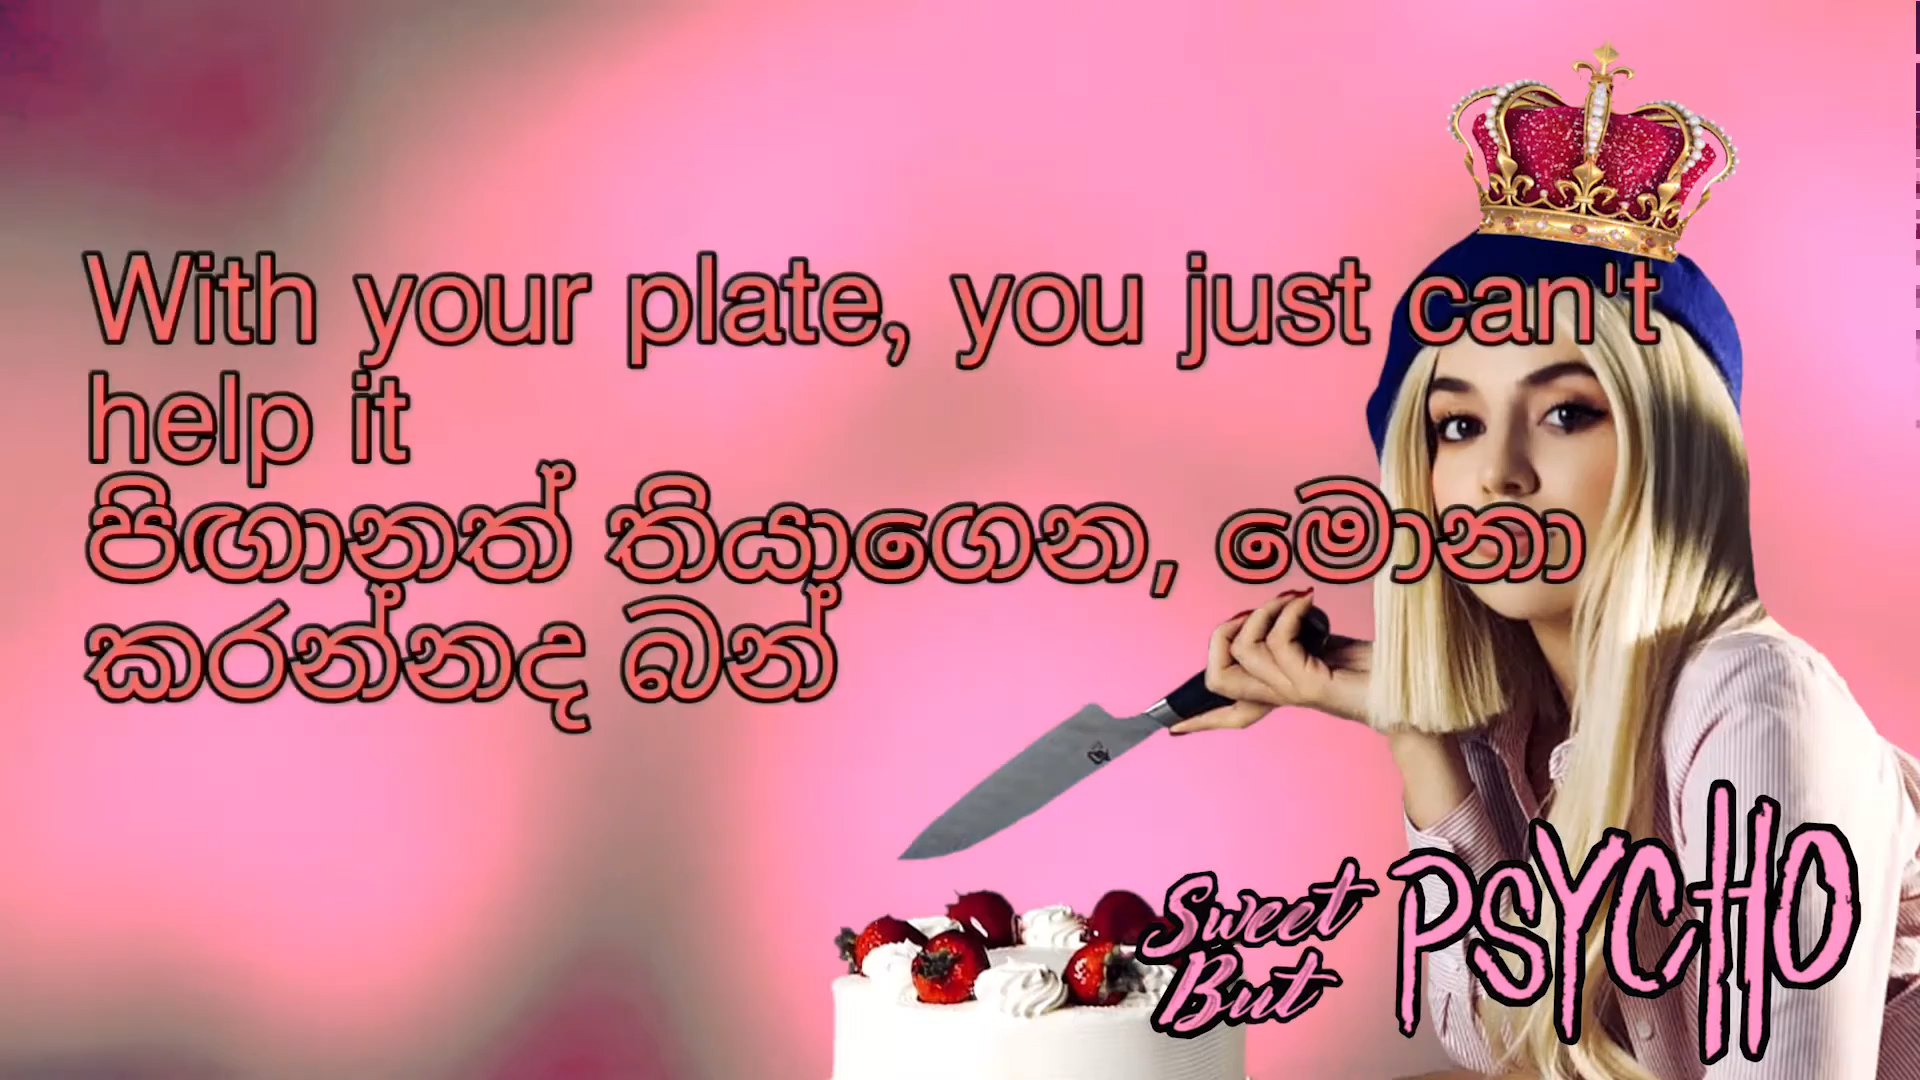 With your plate, you just can't
help it
පිඟානත් තියාගෙන, මොනා
කරන්නද බන්
Sweet
But
PSYCHO